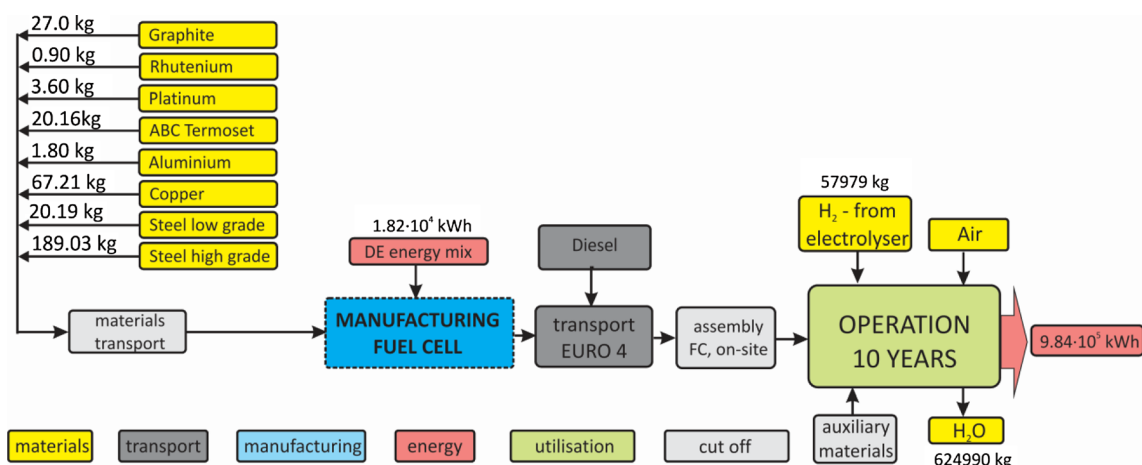 27.0 kg
Graphite
0.90 kg
Rhutenium
3.60 kg
Platinum
20.16kg
ABC Termoset
1.80 kg
Aluminium
67.21 kg
Copper
20.19 kg
Steel low grade
189.03 kg
Steel high grade
materials
transport
1.82·10⁴ kWh
DE energy mix
MANUFACTURING
FUEL CELL
Diesel
transport
EURO 4
assembly
FC, on-site
57979 kg
H₂ - from
electrolyser
Air
OPERATION
10 YEARS
9.84·10⁵ kWh
auxiliary
materials
H₂O
624990 kg
materials
transport
manufacturing
energy
utilisation
cut off